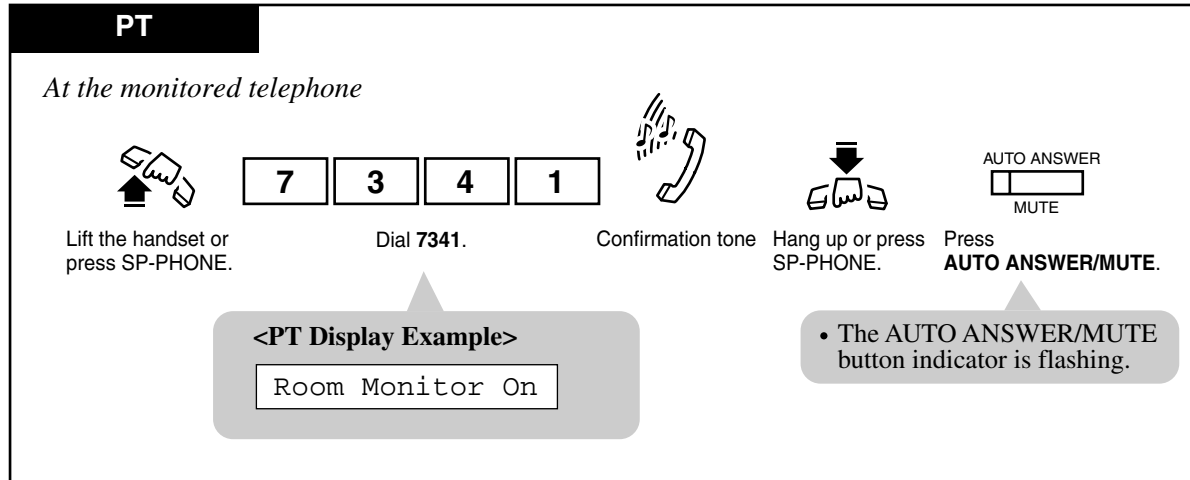 PT
At the monitored telephone
7 3 4 1
AUTO ANSWER
MUTE
Lift the handset or
press SP-PHONE.
Dial 7341.
Confirmation tone
Hang up or press
SP-PHONE.
Press
AUTO ANSWER/MUTE.
<PT Display Example>
Room Monitor On
• The AUTO ANSWER/MUTE
button indicator is flashing.